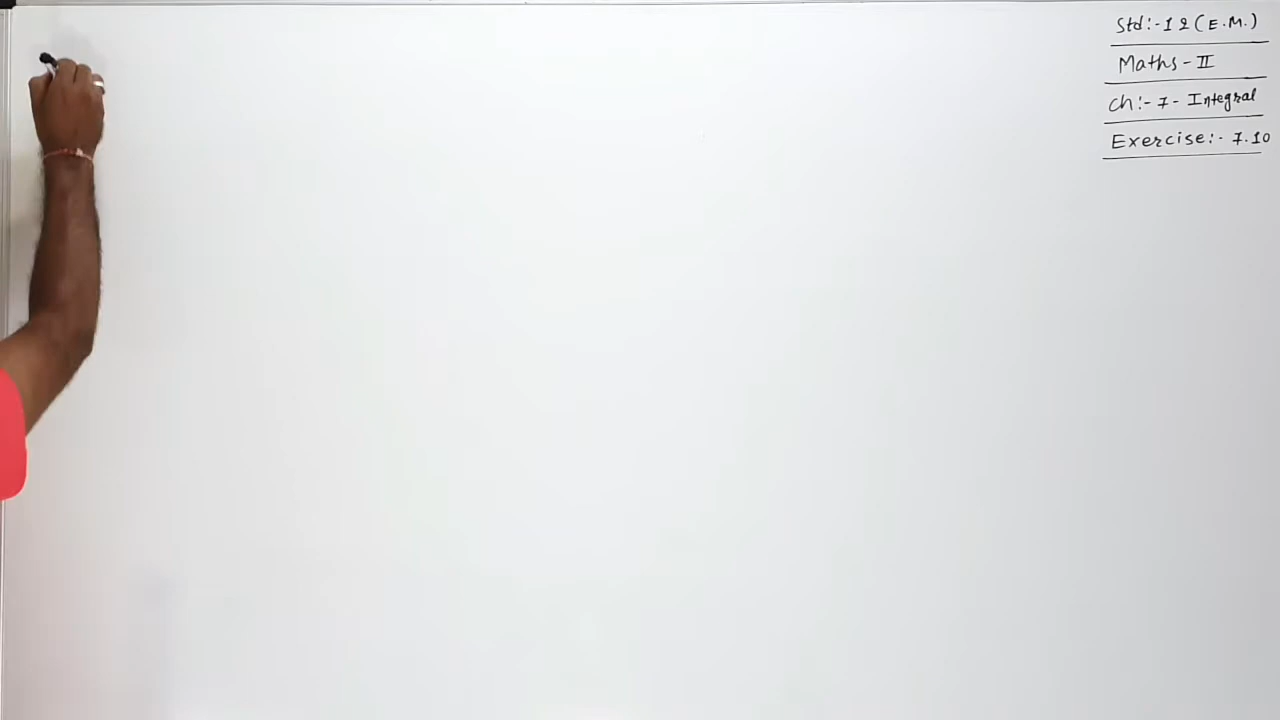 Std:-12 (E.M.)
Maths-II
Ch:-7-Integral
Exercise:-7.10